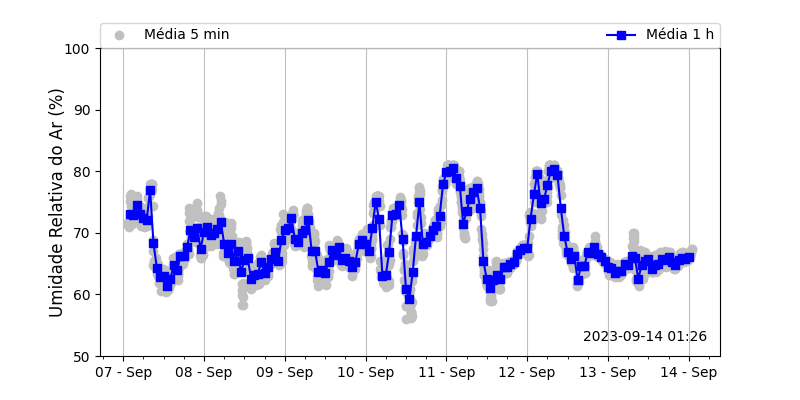 Média 5 min
Média 1 h
Umidade Relativa do Ar (%)
100
90
80
70
60
50
2023-09-14 01:26
07 - Sep
08 - Sep
09 - Sep
10 - Sep
11 - Sep
12 - Sep
13 - Sep
14 - Sep